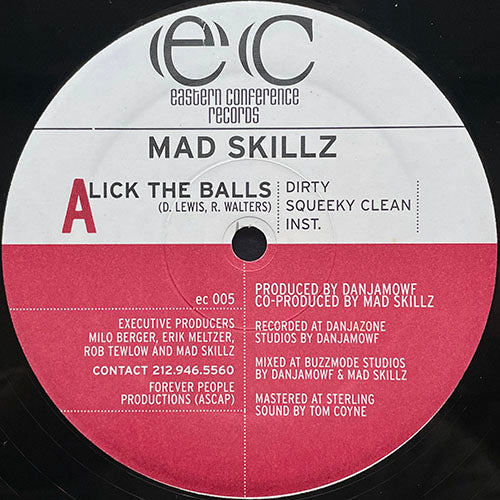 ec
eastern conference
records
MAD SKILLZ
A LICK THE BALLS
(D. LEWIS, R. WALTERS)
DIRTY
SQUEEKY CLEAN
INST.
ec 005
EXECUTIVE PRODUCERS
MILO BERGER, ERIK MELTZER,
ROB TEWLOW AND MAD SKILLZ
CONTACT 212.946.5560
FOREVER PEOPLE
PRODUCTIONS (ASCAP)
PRODUCED BY DANJAMOWF
CO-PRODUCED BY MAD SKILLZ
RECORDED AT DANJAZONE
STUDIOS BY DANJAMOWF
MIXED AT BUZZMODE STUDIOS
BY DANJAMOWF & MAD SKILLZ
MASTERED AT STERLING
SOUND BY TOM COYNE